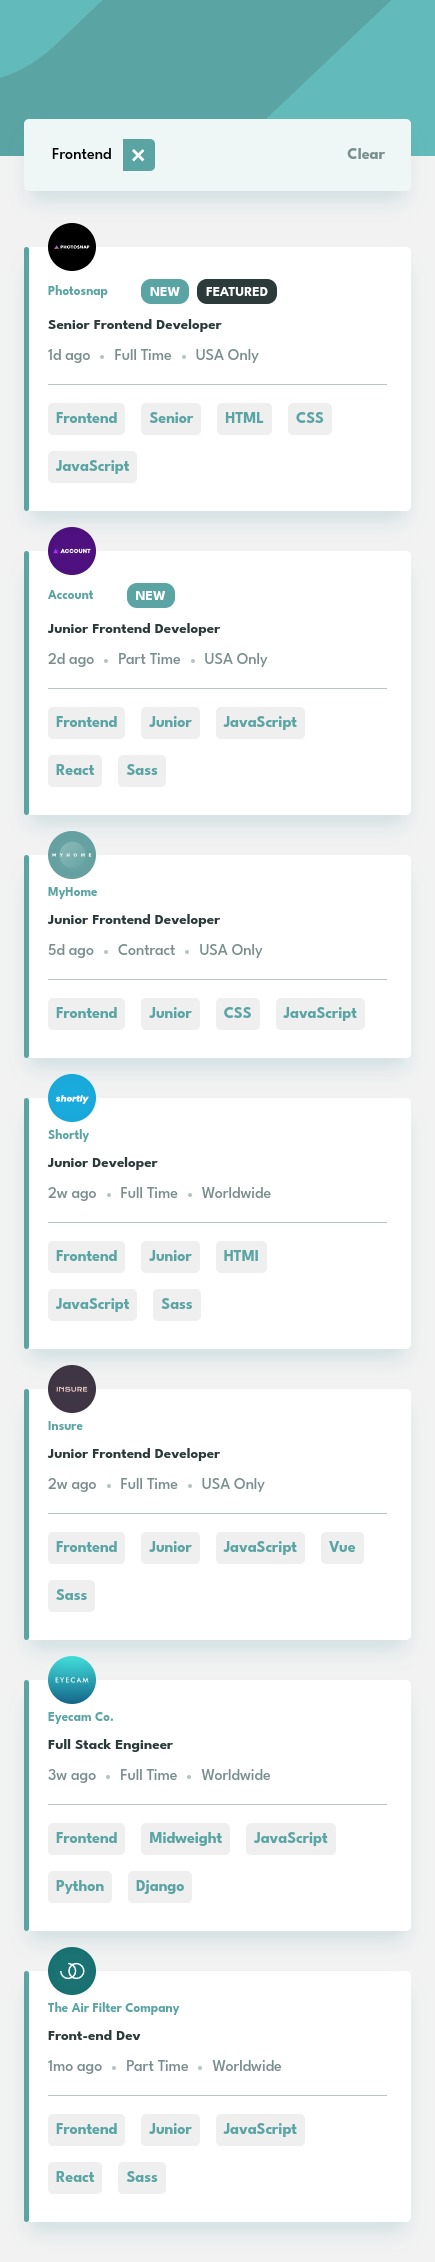 Frontend Clear
PHOTOSNAP
Photosnap NEW FEATURED
Senior Frontend Developer
1d ago • Full Time • USA Only
Frontend Senior HTML CSS
JavaScript
ACCOUNT
Account NEW
Junior Frontend Developer
2d ago • Part Time • USA Only
Frontend Junior JavaScript
React Sass
MYHOME
MyHome
Junior Frontend Developer
5d ago • Contract • USA Only
Frontend Junior CSS JavaScript
shortly
Shortly
Junior Developer
2w ago • Full Time • Worldwide
Frontend Junior HTMl
JavaScript Sass
INSURE
Insure
Junior Frontend Developer
2w ago • Full Time • USA Only
Frontend Junior JavaScript Vue
Sass
EYECAM
Eyecam Co.
Full Stack Engineer
3w ago • Full Time • Worldwide
Frontend Midweight JavaScript
Python Django
The Air Filter Company
Front-end Dev
1mo ago • Part Time • Worldwide
Frontend Junior JavaScript
React Sass